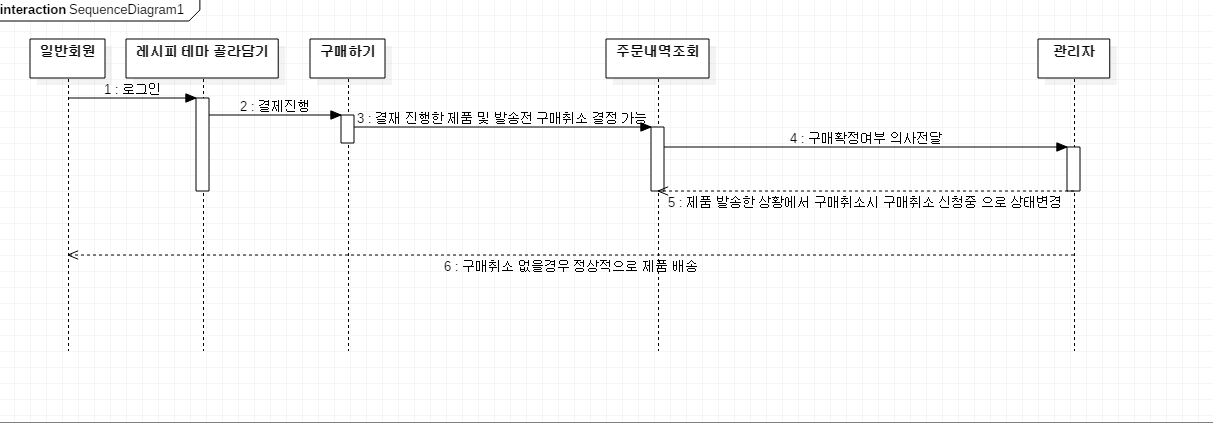 interaction SequenceDiagram1
일반회원
레시피 테마 골라담기
구매하기
주문내역조회
관리자
1 : 로그인
2 : 결제진행
3 : 결재 진행한 제품 및 발송전 구매취소 결정 가능
4 : 구매확정여부 의사전달
5 : 제품 발송한 상황에서 구매취소시 구매취소 신청중 으로 상태변경
6 : 구매취소 없을경우 정상적으로 제품 배송